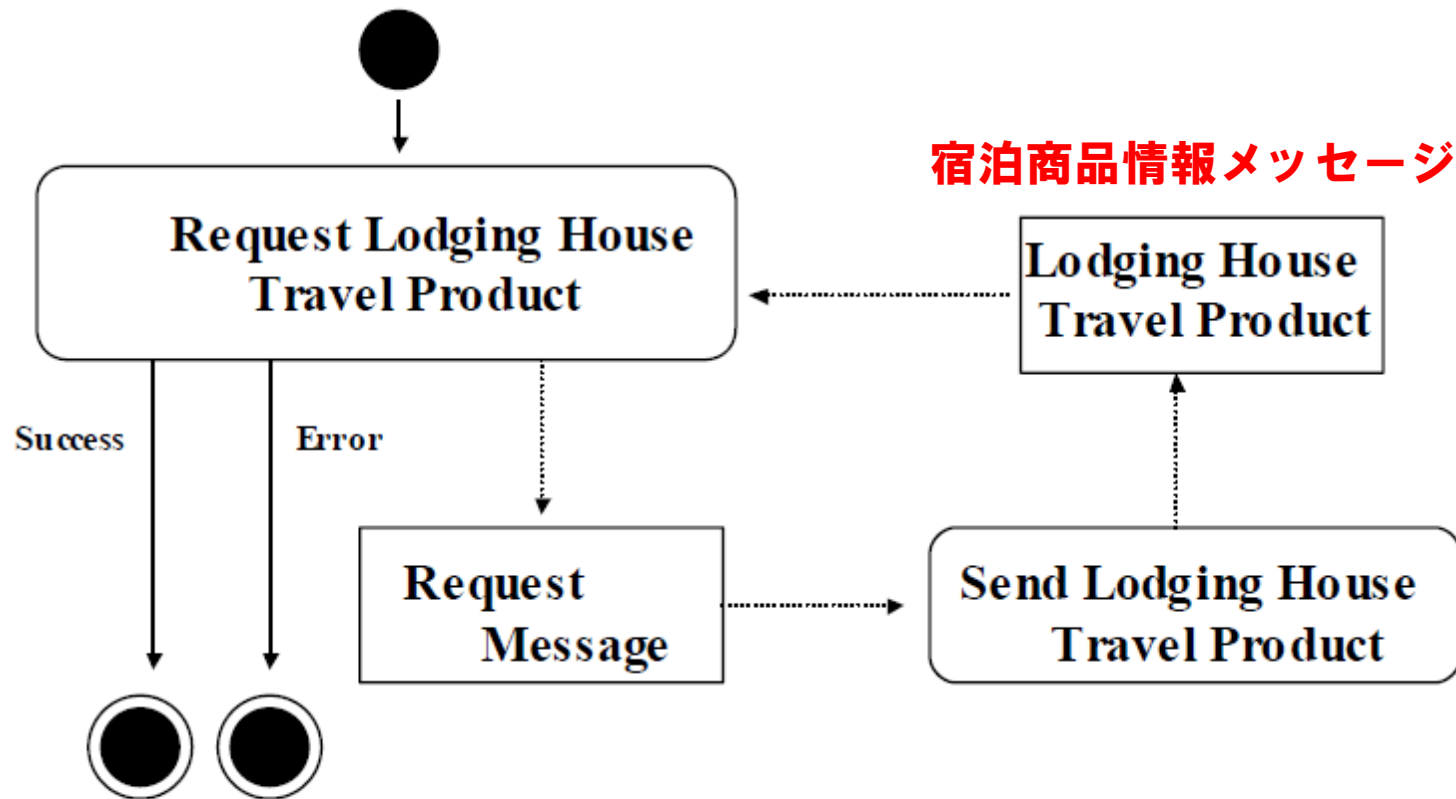 宿泊商品情報メッセージ
Request Lodging House
Travel Product
Lodging House
Travel Product
Success
Error
Request
Message
Send Lodging House
Travel Product